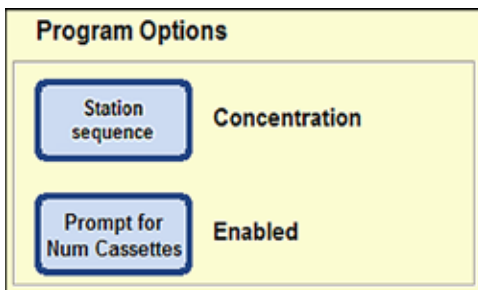 Program Options
Station
sequence
Concentration
Prompt for
Num Cassettes
Enabled